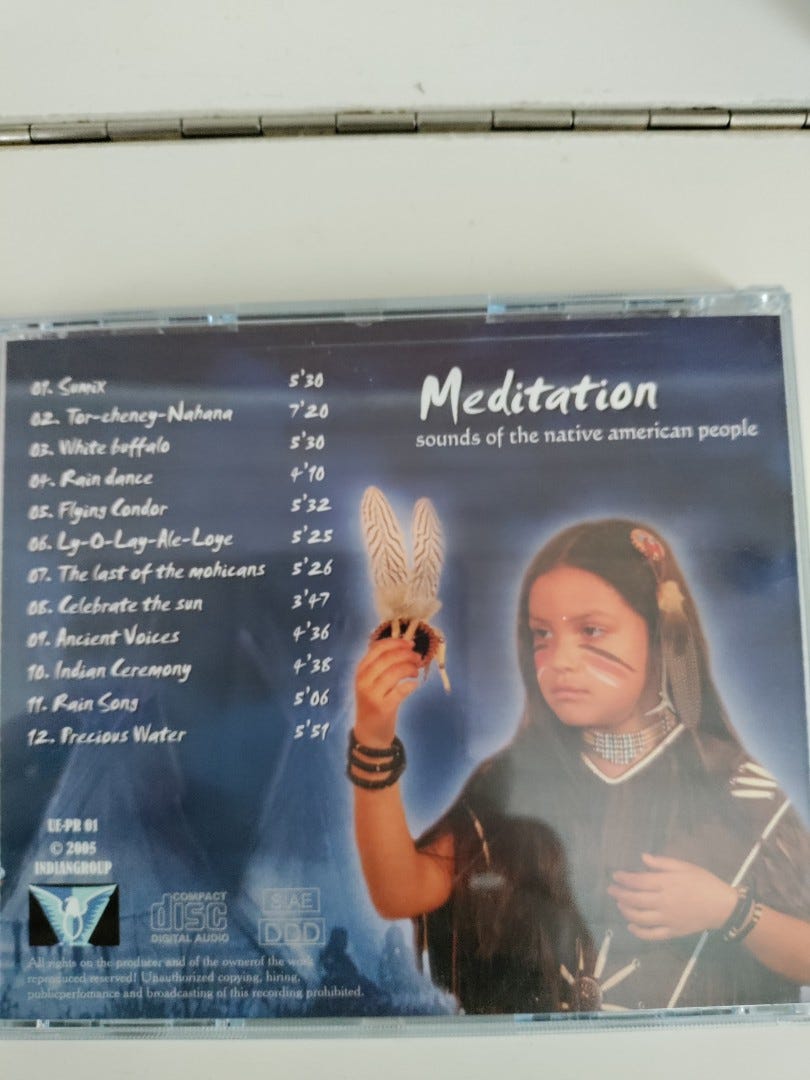 Meditation
sounds of the native american people
01. Sunrix 5'30
02. Tor-cheney-Nahana 7'20
03. White buffalo 5'30
04. Rain dance 4'10
05. Flying Condor 5'32
06. Ly-O-Lay-Ale-Loye 5'25
07. The last of the mohicans 5'26
08. Celebrate the sun 3'47
09. Ancient Voices 4'36
10. Indian Ceremony 4'38
11. Rain Song 5'06
12. Precious Water 5'51
UE-PR 01
© 2005
INDIANGROUP
COMPACT
disc
DIGITAL AUDIO
SIAE
DDD
All rights on the producer and of the ownerof the work
reproduced reserved! Unauthorized copying, hiring,
publicperfomance and broadcasting of this recording prohibited.